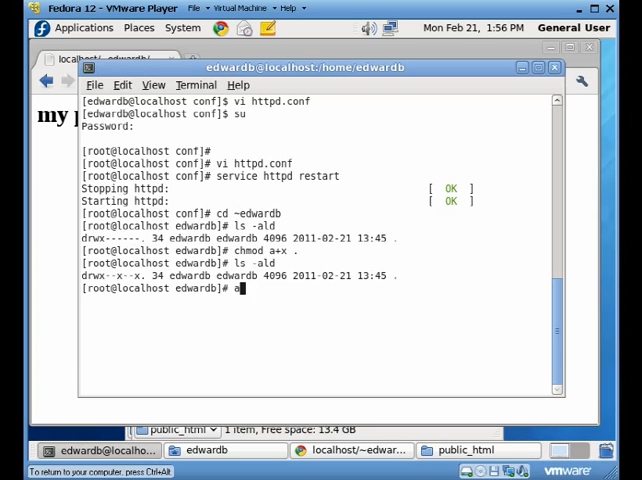 Fedora 12 - VMware Player File Virtual Machine Help
Applications Places System Mon Feb 21, 1:56 PM General User
edwardb@localhost:/home/edwardb
File Edit View Terminal Help
my
[edwardb@localhost conf]$ vi httpd.conf
[edwardb@localhost conf]$ su
Password:
[root@localhost conf]#
[root@localhost conf]# vi httpd.conf
[root@localhost conf]# service httpd restart
Stopping httpd: [ OK ]
Starting httpd: [ OK ]
[root@localhost conf]# cd ~edwardb
[root@localhost edwardb]# ls -ald
drwx------. 34 edwardb edwardb 4096 2011-02-21 13:45 .
[root@localhost edwardb]# chmod a+x .
[root@localhost edwardb]# ls -ald
drwx--x--x. 34 edwardb edwardb 4096 2011-02-21 13:45 .
[root@localhost edwardb]# a
public_html 1 item, Free space: 13.4 GB
edwardb@localho... edwardb localhost/~edwar... public_html
To return to your computer, press Ctrl+Alt. vmware